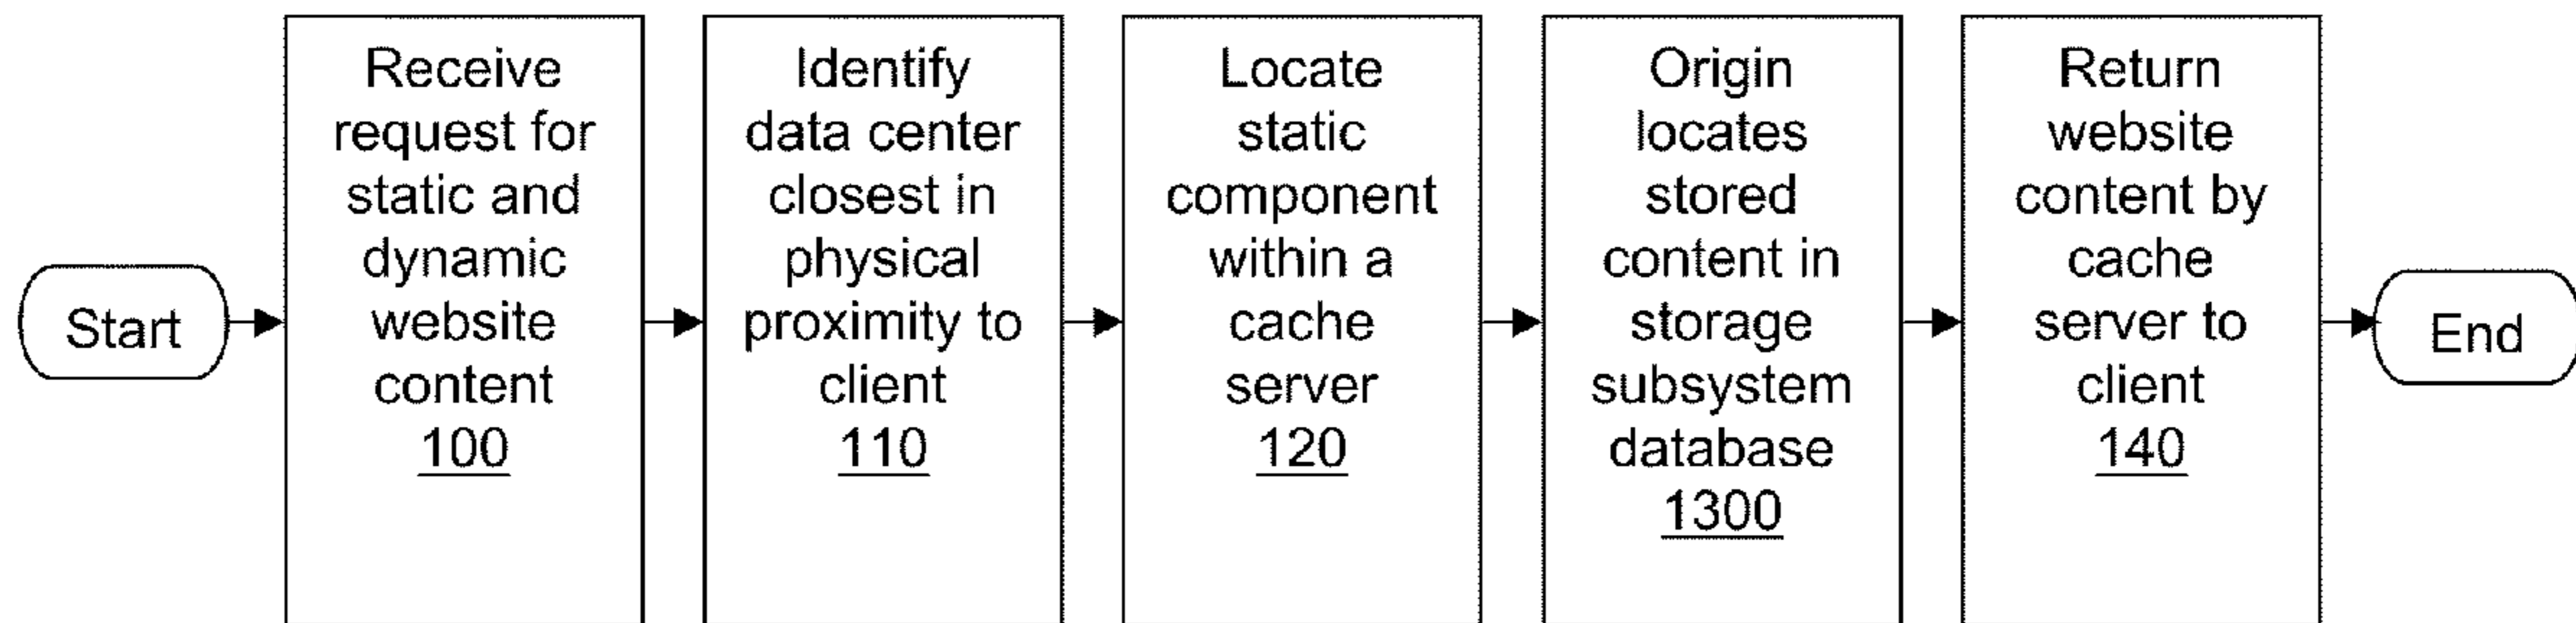 Start
Receive
request for
static and
dynamic
website
content
100
Identify
data center
closest in
physical
proximity to
client
110
Locate
static
component
within a
cache
server
120
Origin
locates
stored
content in
storage
subsystem
database
1300
Return
website
content by
cache
server to
client
140
End